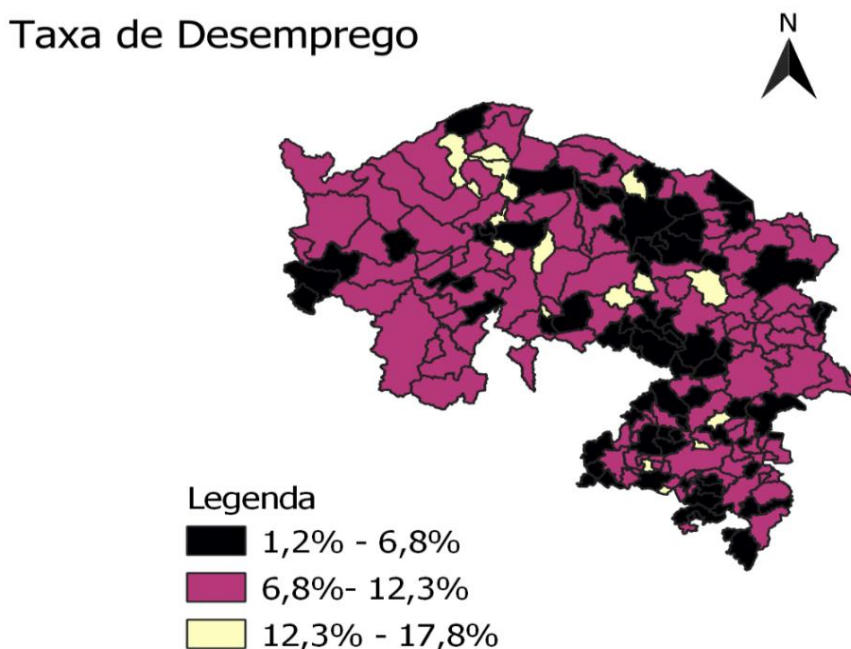 Taxa de Desemprego
N
Legenda
1,2% - 6,8%
6,8%- 12,3%
12,3% - 17,8%